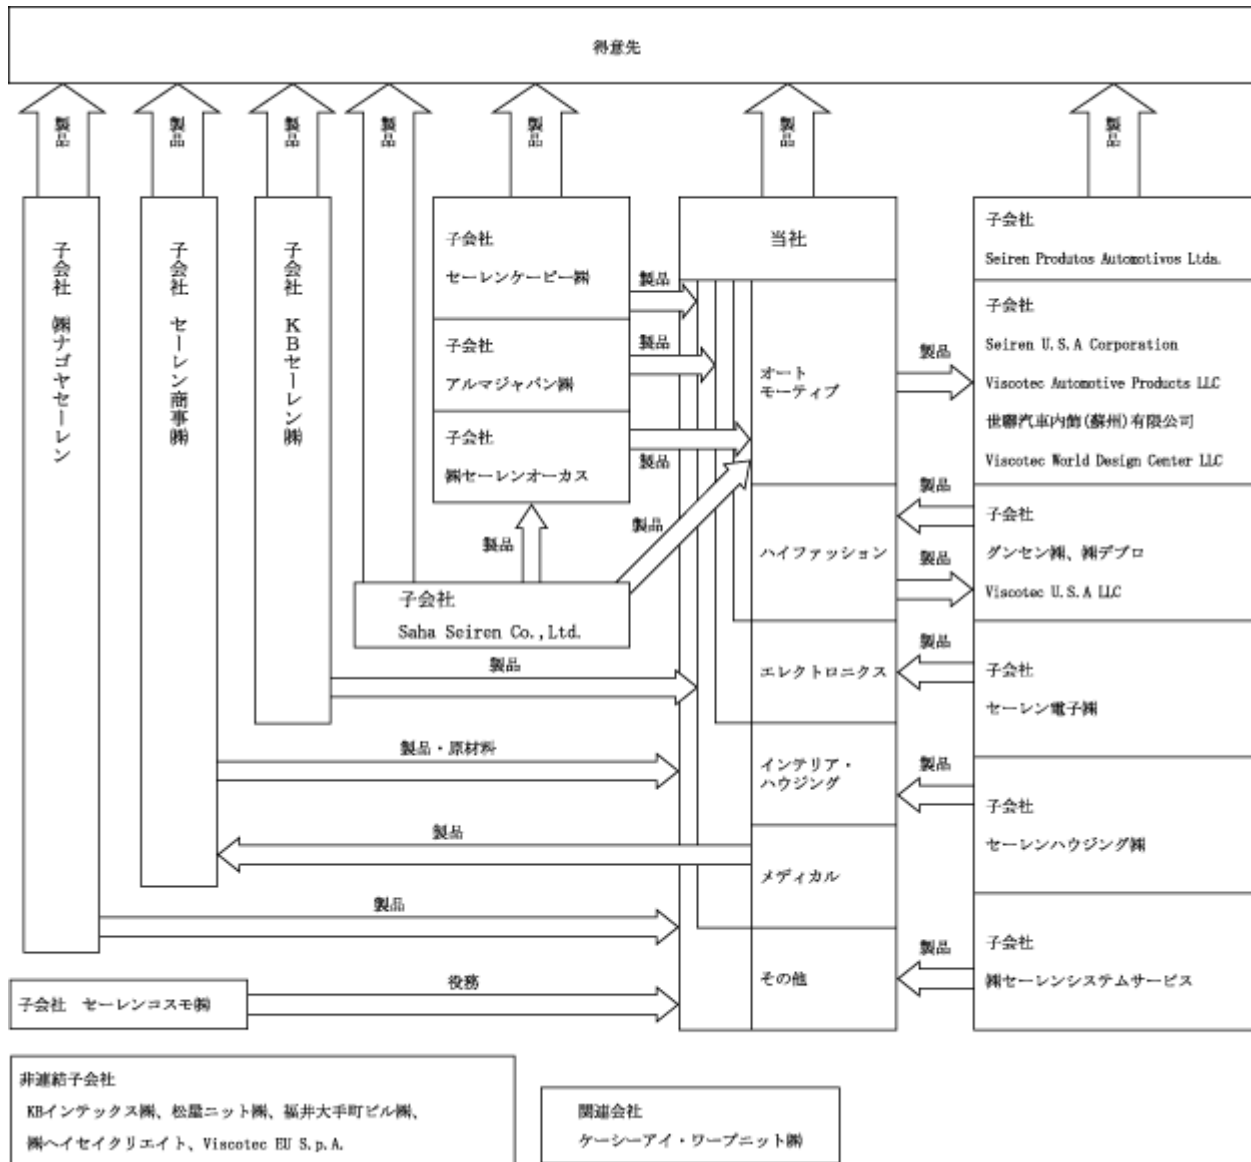 得意先
製品
製品
製品
製品
製品
製品
製品
子会社 ㈱ナゴヤセーレン
子会社 セーレン商事㈱
子会社 KBセーレン㈱
子会社
セーレンケーピー㈱
子会社
アルマジャパン㈱
子会社
㈱セーレンオーカス
製品
製品
製品
製品
製品
子会社
Saha Seiren Co.,Ltd.
製品
製品・原材料
製品
製品
役務
子会社 セーレンコスモ㈱
当社
オート
モーティブ
ハイファッション
エレクトロニクス
インテリア・
ハウジング
メディカル
その他
製品
製品
製品
製品
製品
製品
子会社
Seiren Produtos Automotivos Ltda.
子会社
Seiren U.S.A Corporation
Viscotec Automotive Products LLC
世聯汽車内飾(蘇州)有限公司
Viscotec World Design Center LLC
子会社
グンセン㈱、㈱デプロ
Viscotec U.S.A LLC
子会社
セーレン電子㈱
子会社
セーレンハウジング㈱
子会社
㈱セーレンシステムサービス
非連結子会社
KBインテックス㈱、松屋ニット㈱、福井大手町ビル㈱、
㈱ヘイセイクリエイト、Viscotec EU S.p.A.
関連会社
ケーシーアイ・ワープニット㈱